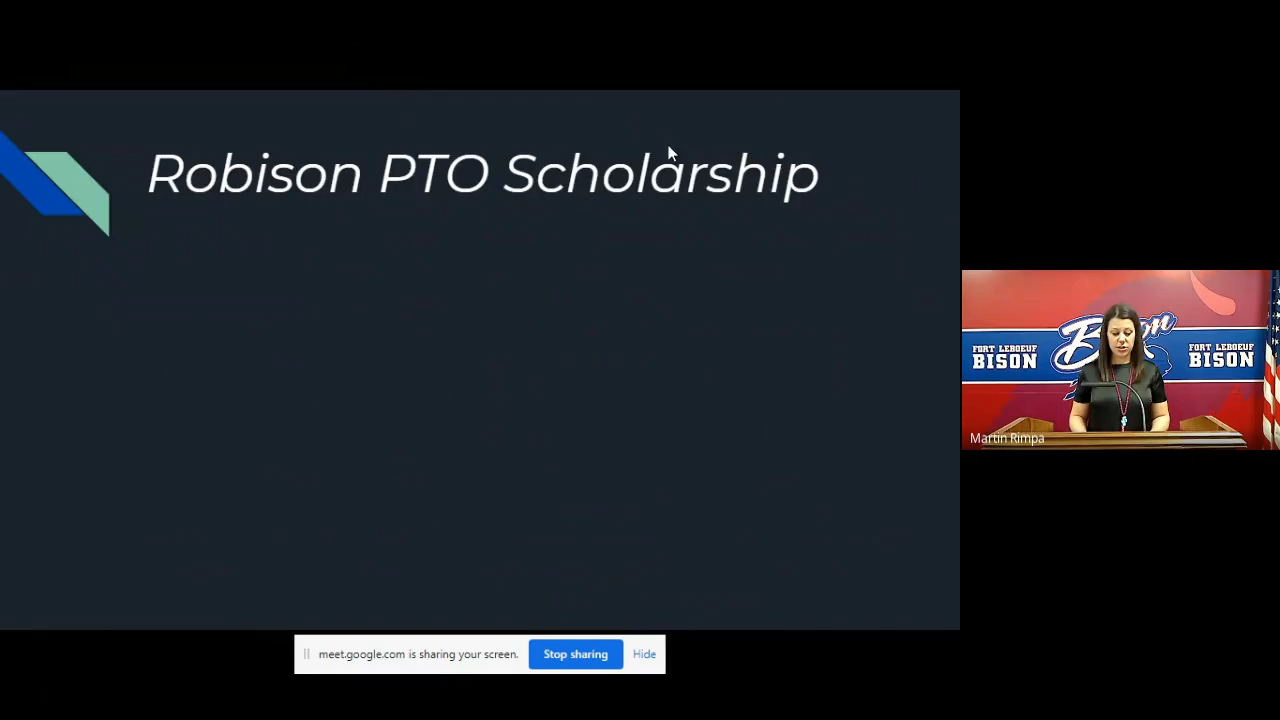 Robison PTO Scholarship
FORT LEBOEUF
BISON
Bison
FORT LEBOEUF
BISON
Martin Rimpa
meet.google.com is sharing your screen.
Stop sharing
Hide